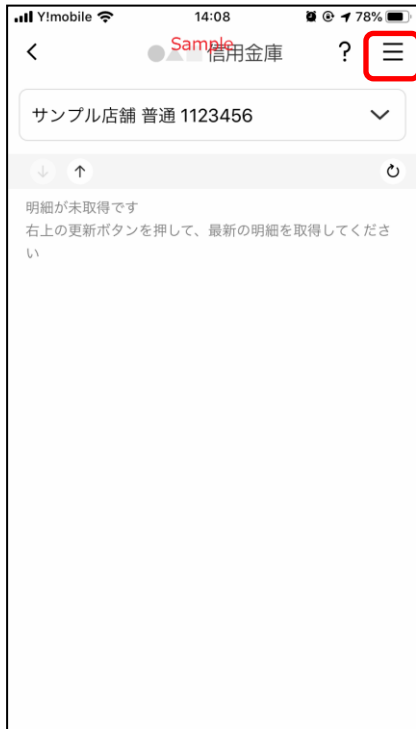 Y!mobile 14:08 78%
Sample
●▲■信用金庫 ?
サンプル店舗 普通 1123456
明細が未取得です
右上の更新ボタンを押して、最新の明細を取得してくださ
い